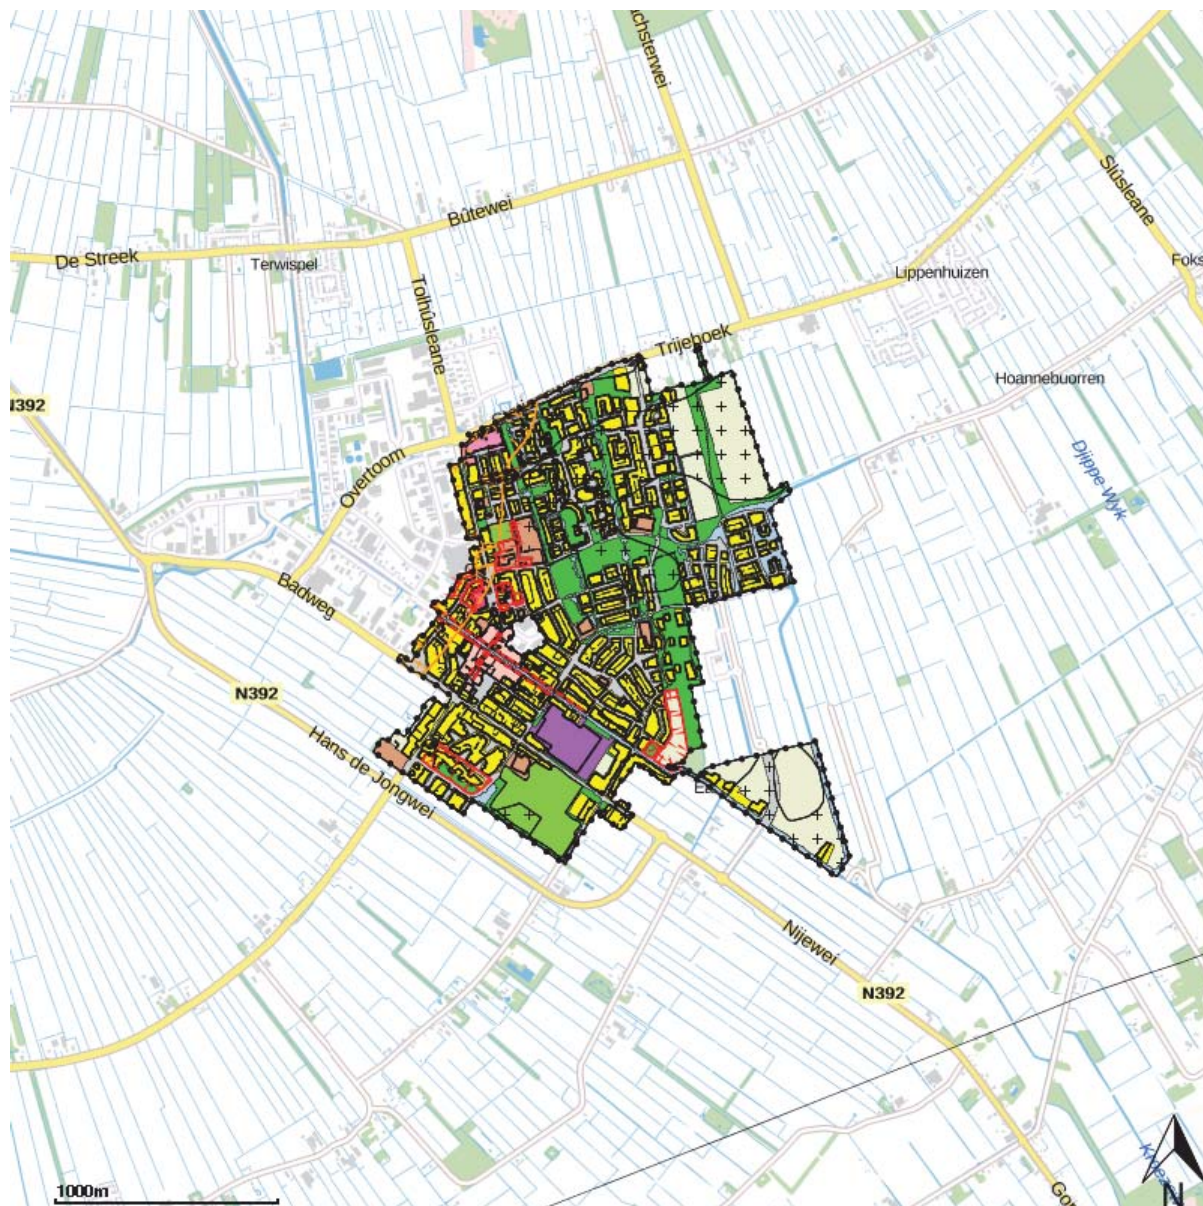 Bûtewei
De Streek
Terwispel
Slûsleane
Lippenhuizen
Tolhûsleane
Trijehoek
Hoannebuorren
N392
Djippe Wyk
Overtoom
Badweg
N392
Hans de Jongwei
Nijewei
N392
1000m
N